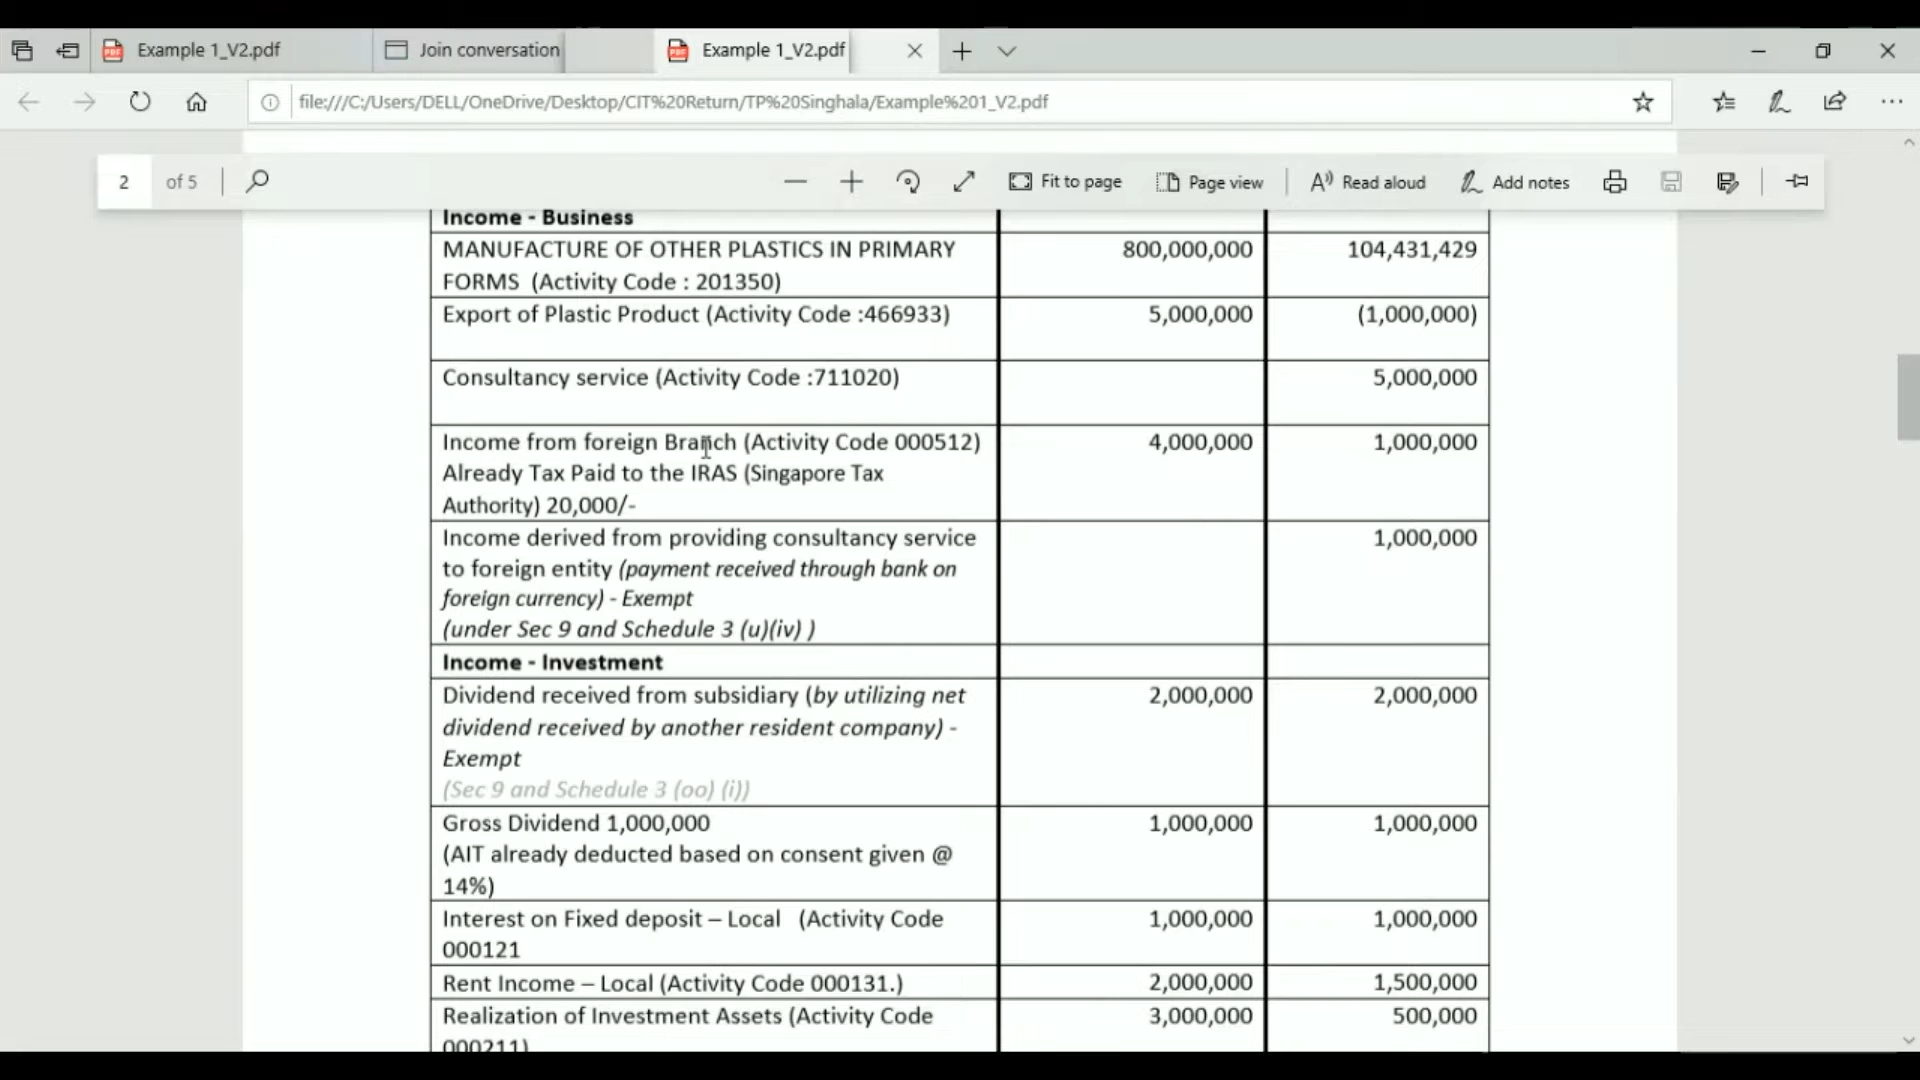 Example 1_V2.pdf
Join conversation
Example 1_V2.pdf
file:///C:/Users/DELL/OneDrive/Desktop/CIT%20Return/TP%20Singhala/Example%201_V2.pdf
2 of 5
Fit to page
Page view
Read aloud
Add notes
Income - Business
MANUFACTURE OF OTHER PLASTICS IN PRIMARY 800,000,000 104,431,429
FORMS (Activity Code : 201350)
Export of Plastic Product (Activity Code :466933) 5,000,000 (1,000,000)
Consultancy service (Activity Code :711020) 5,000,000
Income from foreign Branch (Activity Code 000512) 4,000,000 1,000,000
Already Tax Paid to the IRAS (Singapore Tax
Authority) 20,000/-
Income derived from providing consultancy service 1,000,000
to foreign entity (payment received through bank on
foreign currency) - Exempt
(under Sec 9 and Schedule 3 (u)(iv) )
Income - Investment
Dividend received from subsidiary (by utilizing net 2,000,000 2,000,000
dividend received by another resident company) -
Exempt
(Sec 9 and Schedule 3 (oo) (i))
Gross Dividend 1,000,000 1,000,000 1,000,000
(AIT already deducted based on consent given @
14%)
Interest on Fixed deposit – Local (Activity Code 1,000,000 1,000,000
000121
Rent Income – Local (Activity Code 000131.) 2,000,000 1,500,000
Realization of Investment Assets (Activity Code 3,000,000 500,000
000211)